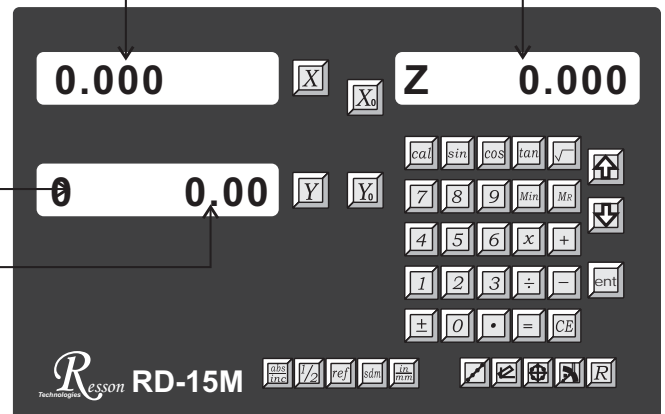 0.000 X X₀ Z 0.000
cal sin cos tan √
0 0.00 Y Y₀ 7 8 9 Min MR
4 5 6 x +
1 2 3 ÷ − ent
± 0 • = CE
Resson RD-15M abs inc 1/2 ref sdm in mm R
Technologies